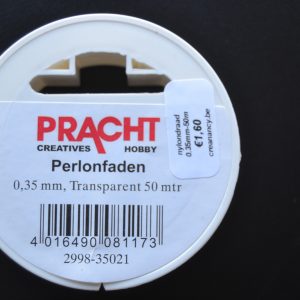 PRACHT
CREATIVES HOBBY
Perlonfaden
0,35 mm, Transparent 50 mtr
4 016490 081173
2998-35021
nylondraad
0.35mm-50m
€1,60
creanancy.be